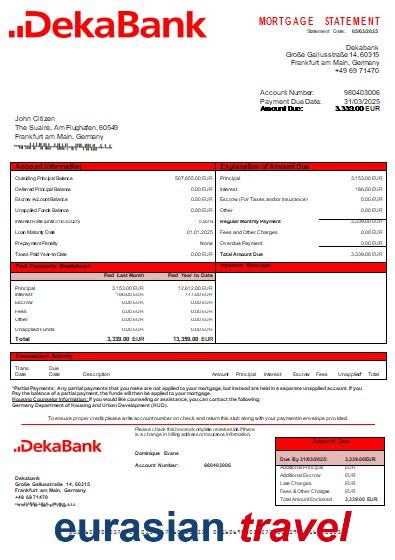 DekaBank
MORTGAGE STATEMENT
Statement Date: 05/03/2025
Dekabank
Große Gallusstraße 14, 60315
Frankfurt am Main, Germany
+49 69 71470
Account Number: 980403006
Payment Due Date: 31/03/2025
Amount Due: 3,339.00 EUR
John Citizen
The Suaire, Am Flughafen, 60549
Frankfurt am Main, Germany
Account Information
Outstanding Principal Balance 507,655.00 EUR
Deferred Principal Balance 0.00 EUR
Escrow Account Balance 0.00 EUR
Unapplied Funds Balance 0.00 EUR
Interest Rate (until 31/03/2025)
Loan Maturity Date 01.01.2025
Prepayment Penalty None
Taxes Paid Year-to-Date 0.00 EUR
Explanation of Amount Due
Principal 3,153.00 EUR
Interest 186.00 EUR
Escrow (For Taxes and/or Insurance) 0.00 EUR
Other 0.00 EUR
Regular Monthly Payment 3,339.00 EUR
Fees and Other Charges 0.00 EUR
Overdue Payment 0.00 EUR
Total Amount Due 3,339.00 EUR
Past Payments Breakdown
Paid Last Month Paid Year to Date
Principal 3,153.00 EUR 12,612.00 EUR
Interest 186.00 EUR 747.00 EUR
Escrow 0.00 EUR 0.00 EUR
Fees 0.00 EUR 0.00 EUR
Other 0.00 EUR 0.00 EUR
Unapplied Funds 0.00 EUR 0.00 EUR
Total 3,339.00 EUR 13,359.00 EUR
Important Messages
Transaction Activity
Trans. Date Due Date Description Amount Principal Interest Escrow Fees Unapplied* Total
*Partial Payments: Any partial payments that you make are not applied to your mortgage, but instead are held in a separate unapplied account. If you
Pay the balance of a partial payment, the funds will then be applied to your mortgage.
Housing Counselor Information: If you would like counseling or assistance, you can contact the following:
Germany Department of Housing and Urban Development (RUD).
To ensure proper credit please write account number on check and return this stub along with your payment in envelope provided.
DekaBank
Please check this box and complete reverse side if there
is a change in billing address or insurance information.
Dominique Evans
Account Number: 980403006
Dekabank
Große Gallusstraße 14, 60315
Frankfurt am Main, Germany
+49 69 71470
Amount Due
Due By 31/03/2025: 3,339.00EUR
Additional Principal EUR
Additional Escrow EUR
Late Charges EUR
Fees & Other Charges EUR
Total Amount Enclosed 3,339.00 EUR
eurasian travel